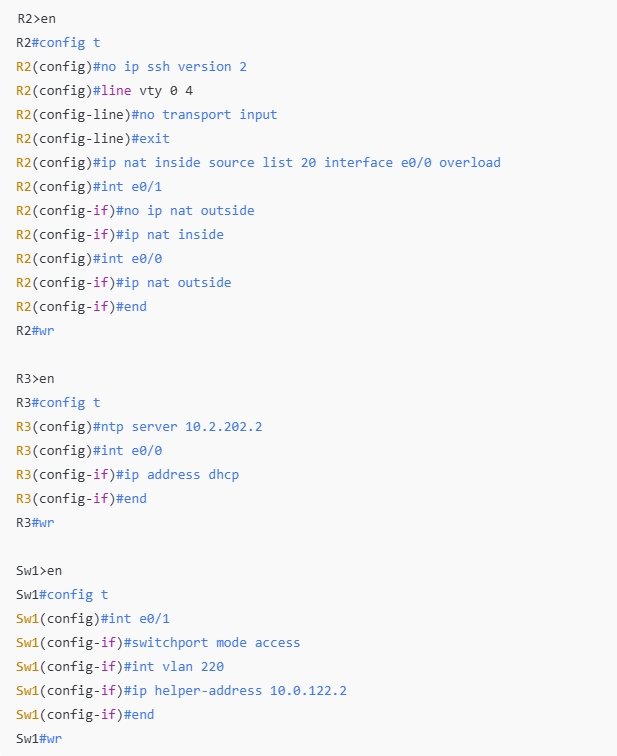 R2>en
R2#config t
R2(config)#no ip ssh version 2
R2(config)#line vty 0 4
R2(config-line)#no transport input
R2(config-line)#exit
R2(config)#ip nat inside source list 20 interface e0/0 overload
R2(config)#int e0/1
R2(config-if)#no ip nat outside
R2(config-if)#ip nat inside
R2(config)#int e0/0
R2(config-if)#ip nat outside
R2(config-if)#end
R2#wr
R3>en
R3#config t
R3(config)#ntp server 10.2.202.2
R3(config)#int e0/0
R3(config-if)#ip address dhcp
R3(config-if)#end
R3#wr
Sw1>en
Sw1#config t
Sw1(config)#int e0/1
Sw1(config-if)#switchport mode access
Sw1(config-if)#int vlan 220
Sw1(config-if)#ip helper-address 10.0.122.2
Sw1(config-if)#end
Sw1#wr